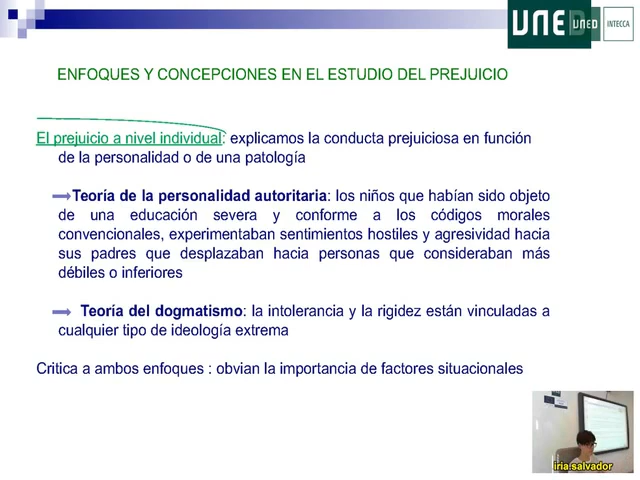 UNED
UNED
INTECCA
ENFOQUES Y CONCEPCIONES EN EL ESTUDIO DEL PREJUICIO
El prejuicio a nivel individual: explicamos la conducta prejuiciosa en función
de la personalidad o de una patología
Teoría de la personalidad autoritaria: los niños que habían sido objeto
de una educación severa y conforme a los códigos morales
convencionales, experimentaban sentimientos hostiles y agresividad hacia
sus padres que desplazaban hacia personas que consideraban más
débiles o inferiores
Teoría del dogmatismo: la intolerancia y la rigidez están vinculadas a
cualquier tipo de ideología extrema
Critica a ambos enfoques : obvian la importancia de factores situacionales
iria.salvador